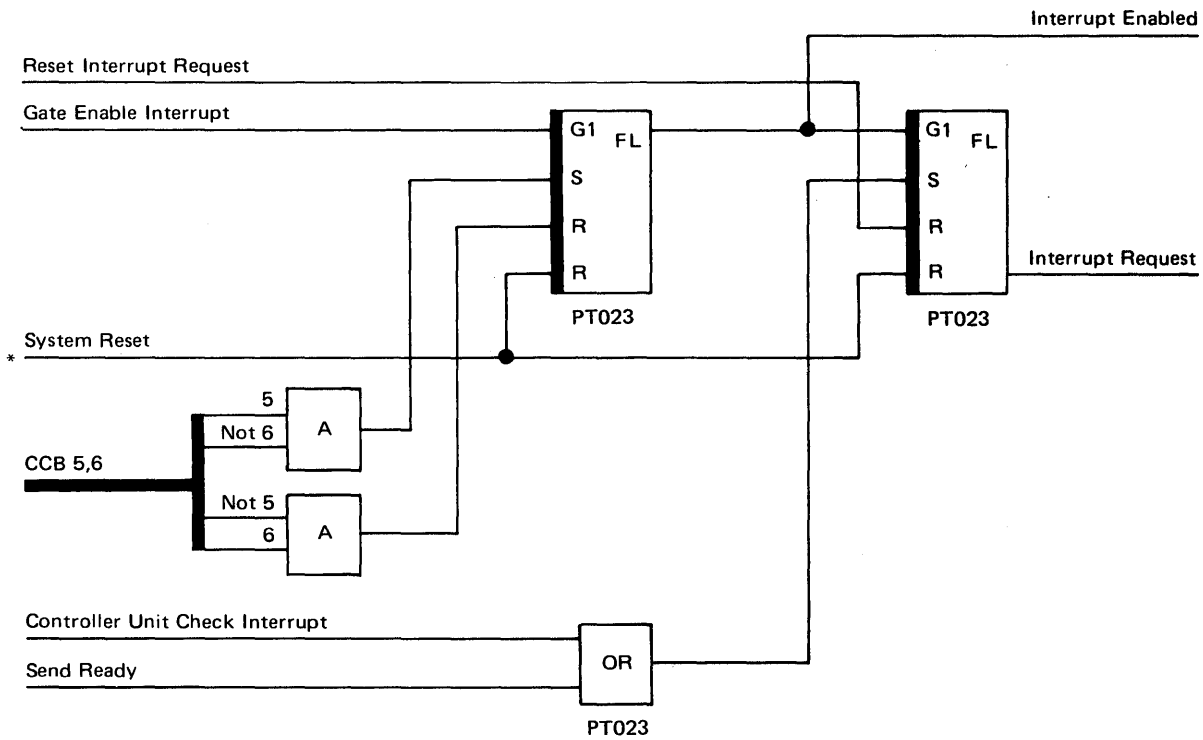 Interrupt Enabled
Reset Interrupt Request
Gate Enable Interrupt
G1 FL
S
R
R
PT023
G1 FL
S
R
R
Interrupt Request
PT023
* System Reset
5
Not 6
A
CCB 5,6
Not 5
6
A
Controller Unit Check Interrupt
Send Ready
OR
PT023